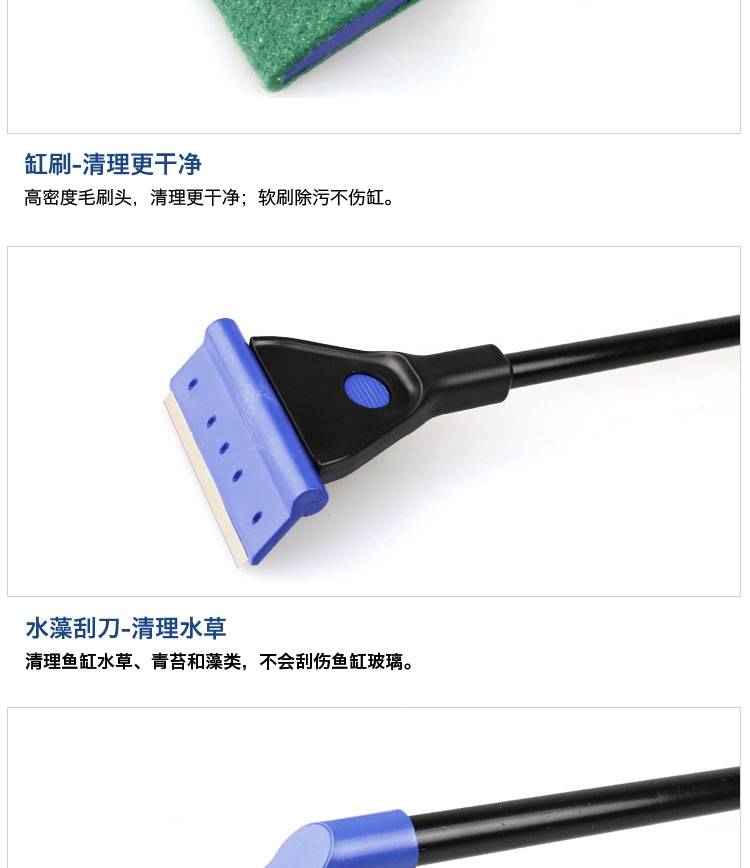 缸刷-清理更干净
高密度毛刷头，清理更干净；软刷除污不伤缸。
水藻刮刀-清理水草
清理鱼缸水草、青苔和藻类，不会刮伤鱼缸玻璃。